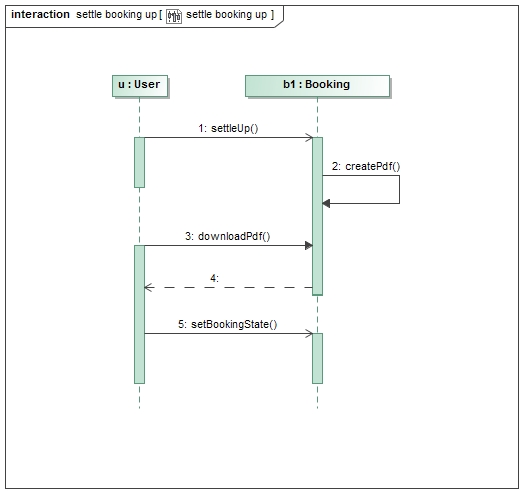 interaction settle booking up [ settle booking up ]
u : User
b1 : Booking
1: settleUp()
2: createPdf()
3: downloadPdf()
4:
5: setBookingState()